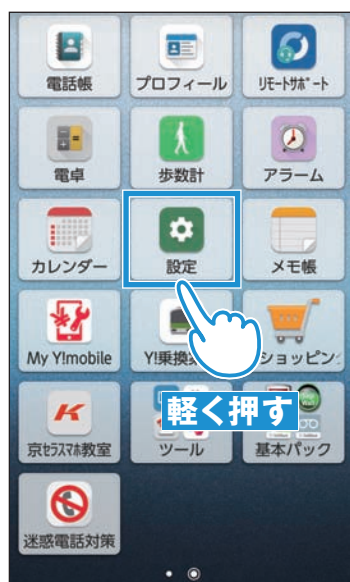 電話帳
プロフィール
リモートサポート
電卓
歩数計
アラーム
カレンダー
設定
メモ帳
My Y!mobile
Y!乗換
ショッピン
軽く押す
京セラスマホ教室
ツール
基本パック
迷惑電話対策